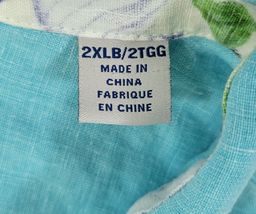 2XLB/2TGG
MADE IN
CHINA
FABRIQUE
EN CHINE